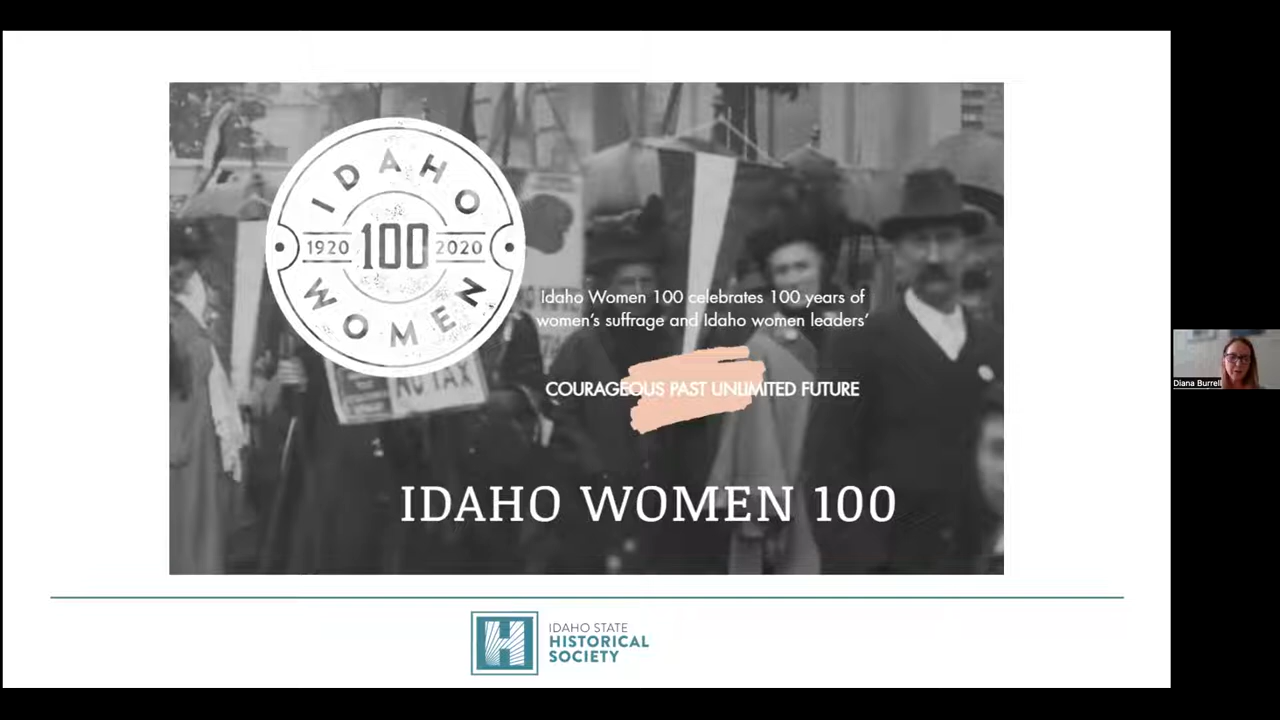 IDAHO
1920 100 2020
WOMEN
Idaho Women 100 celebrates 100 years of
women's suffrage and Idaho women leaders'
COURAGEOUS PAST UNLIMITED FUTURE
NO TAX
IDAHO WOMEN 100
IDAHO STATE
HISTORICAL
SOCIETY
Diana Burrell